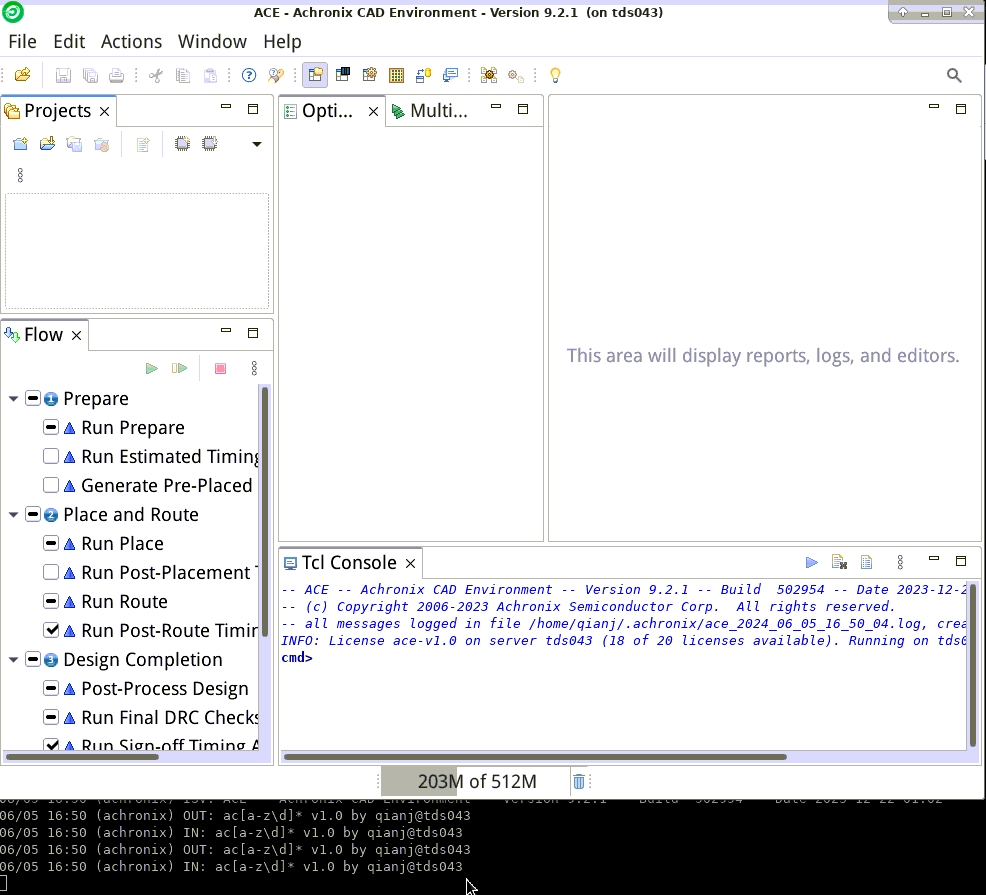 ACE - Achronix CAD Environment - Version 9.2.1 (on tds043)
File Edit Actions Window Help
Projects
Opti...
Multi...
This area will display reports, logs, and editors.
Flow
1 Prepare
Run Prepare
Run Estimated Timing
Generate Pre-Placed
2 Place and Route
Run Place
Run Post-Placement
Run Route
Run Post-Route Timin
3 Design Completion
Post-Process Design
Run Final DRC Checks
Run Sign-off Timing A
Tcl Console
-- ACE -- Achronix CAD Environment -- Version 9.2.1 -- Build  502954 -- Date 2023-12-2
-- (c) Copyright 2006-2023 Achronix Semiconductor Corp.  All rights reserved.
-- all messages logged in file /home/qianj/.achronix/ace_2024_06_05_16_50_04.log, crea
INFO: License ace-v1.0 on server tds043 (18 of 20 licenses available). Running on tds0
cmd>
203M of 512M
06/05 16:50 (achronix) OUT: ac[a-z\d]* v1.0 by qianj@tds043
06/05 16:50 (achronix) IN: ac[a-z\d]* v1.0 by qianj@tds043
06/05 16:50 (achronix) OUT: ac[a-z\d]* v1.0 by qianj@tds043
06/05 16:50 (achronix) IN: ac[a-z\d]* v1.0 by qianj@tds043